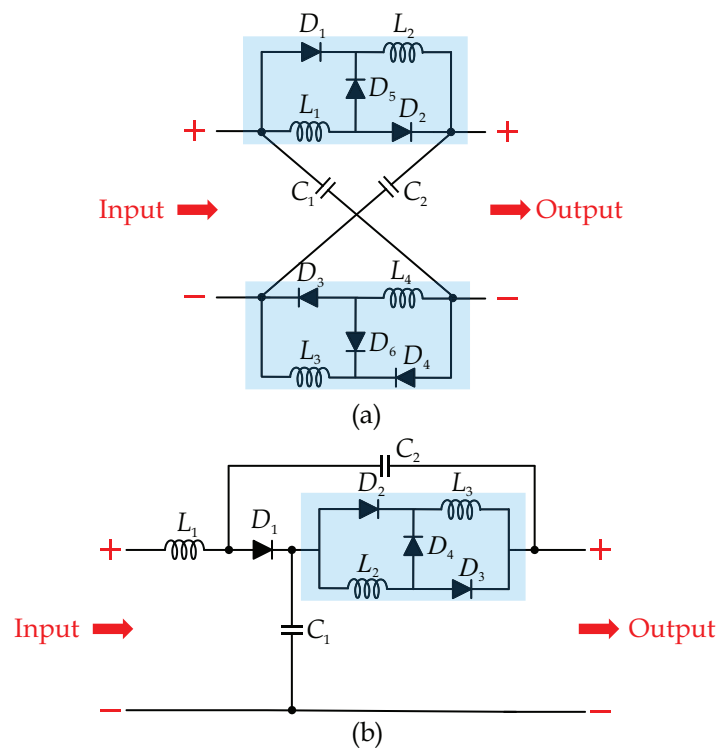 D1 L2
D5
L1 D2
+ +
C1 C2
Input Output
− −
D3 L4
D6
L3 D4
(a)
C2
D2 L3
L1 D1
+ +
D4
L2 D3
Input Output
C1
− −
(b)